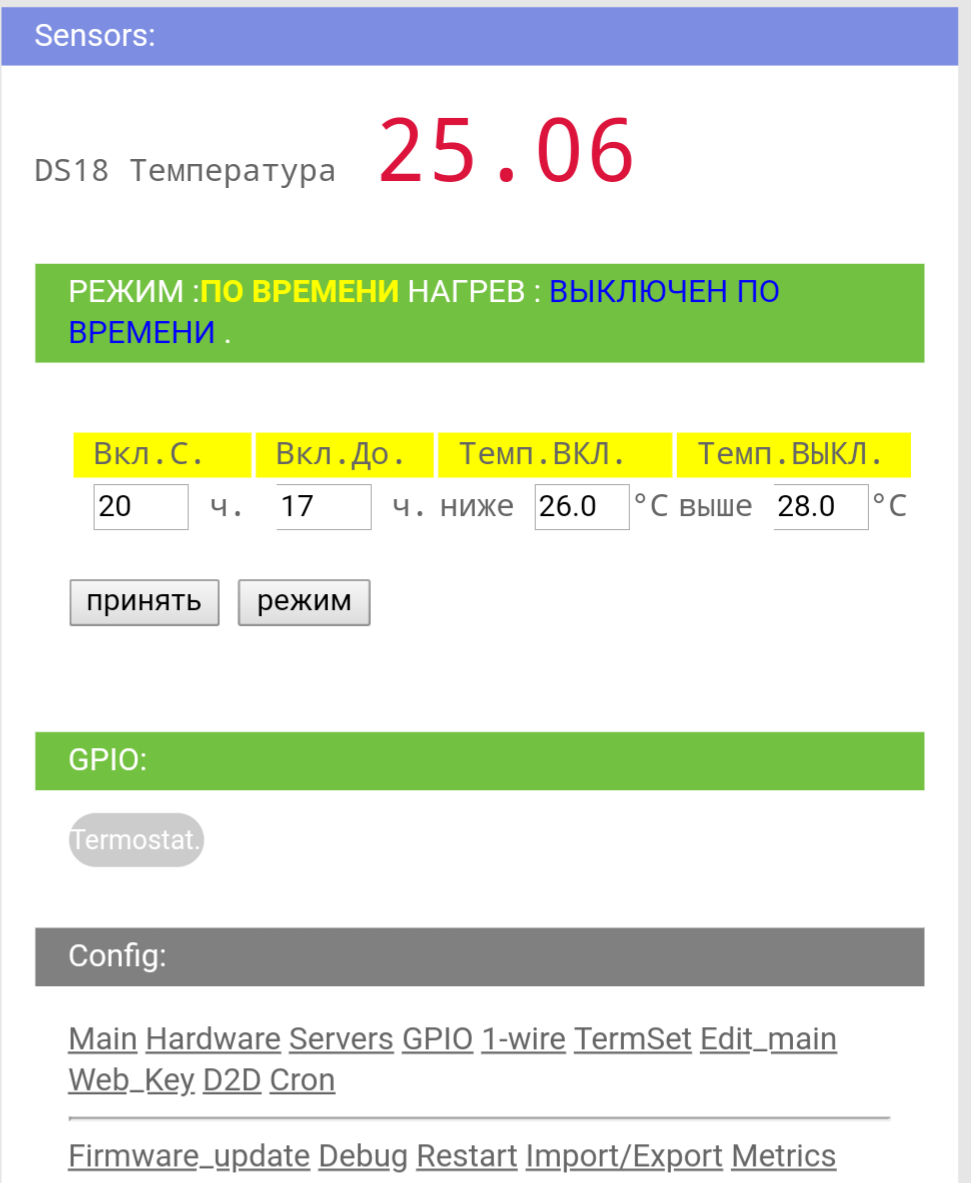 Sensors:
DS18 Температура 25.06
РЕЖИМ :ПО ВРЕМЕНИ НАГРЕВ : ВЫКЛЮЧЕН ПО
ВРЕМЕНИ .
Вкл.С. Вкл.До. Темп.ВКЛ. Темп.ВЫКЛ.
20 ч. 17 ч. ниже 26.0 °C выше 28.0 °C
принять режим
GPIO:
Termostat.
Config:
Main Hardware Servers GPIO 1-wire TermSet Edit_main
Web_Key D2D Cron
Firmware_update Debug Restart Import/Export Metrics